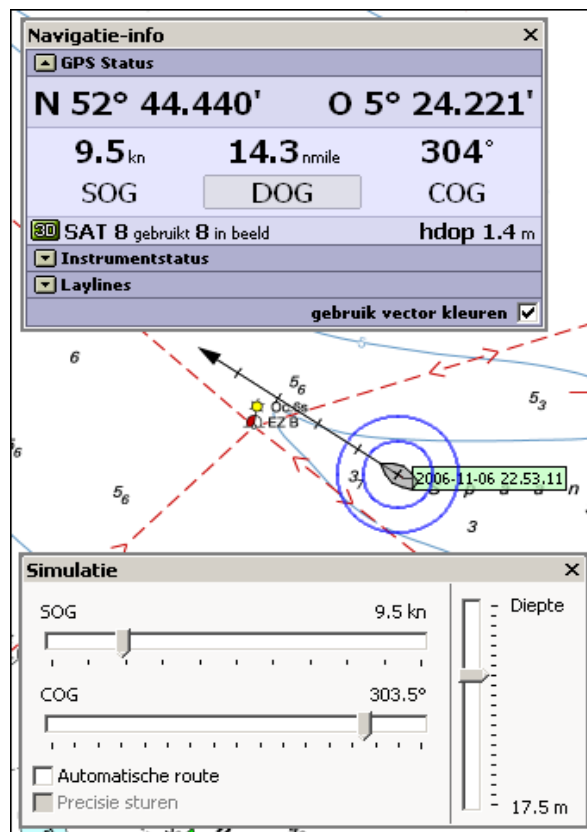 Navigatie-info
GPS Status
N 52° 44.440' O 5° 24.221'
9.5 kn 14.3 nmile 304°
SOG DOG COG
3D SAT 8 gebruikt 8 in beeld hdop 1.4 m
Instrumentstatus
Laylines
gebruik vector kleuren
6
5₆
5₃
Oc.5s
EZ B
3₇
2006-11-06 22.53.11
5₆
3
Simulatie
SOG 9.5 kn
Diepte
COG 303.5°
Automatische route
Precisie sturen
17.5 m